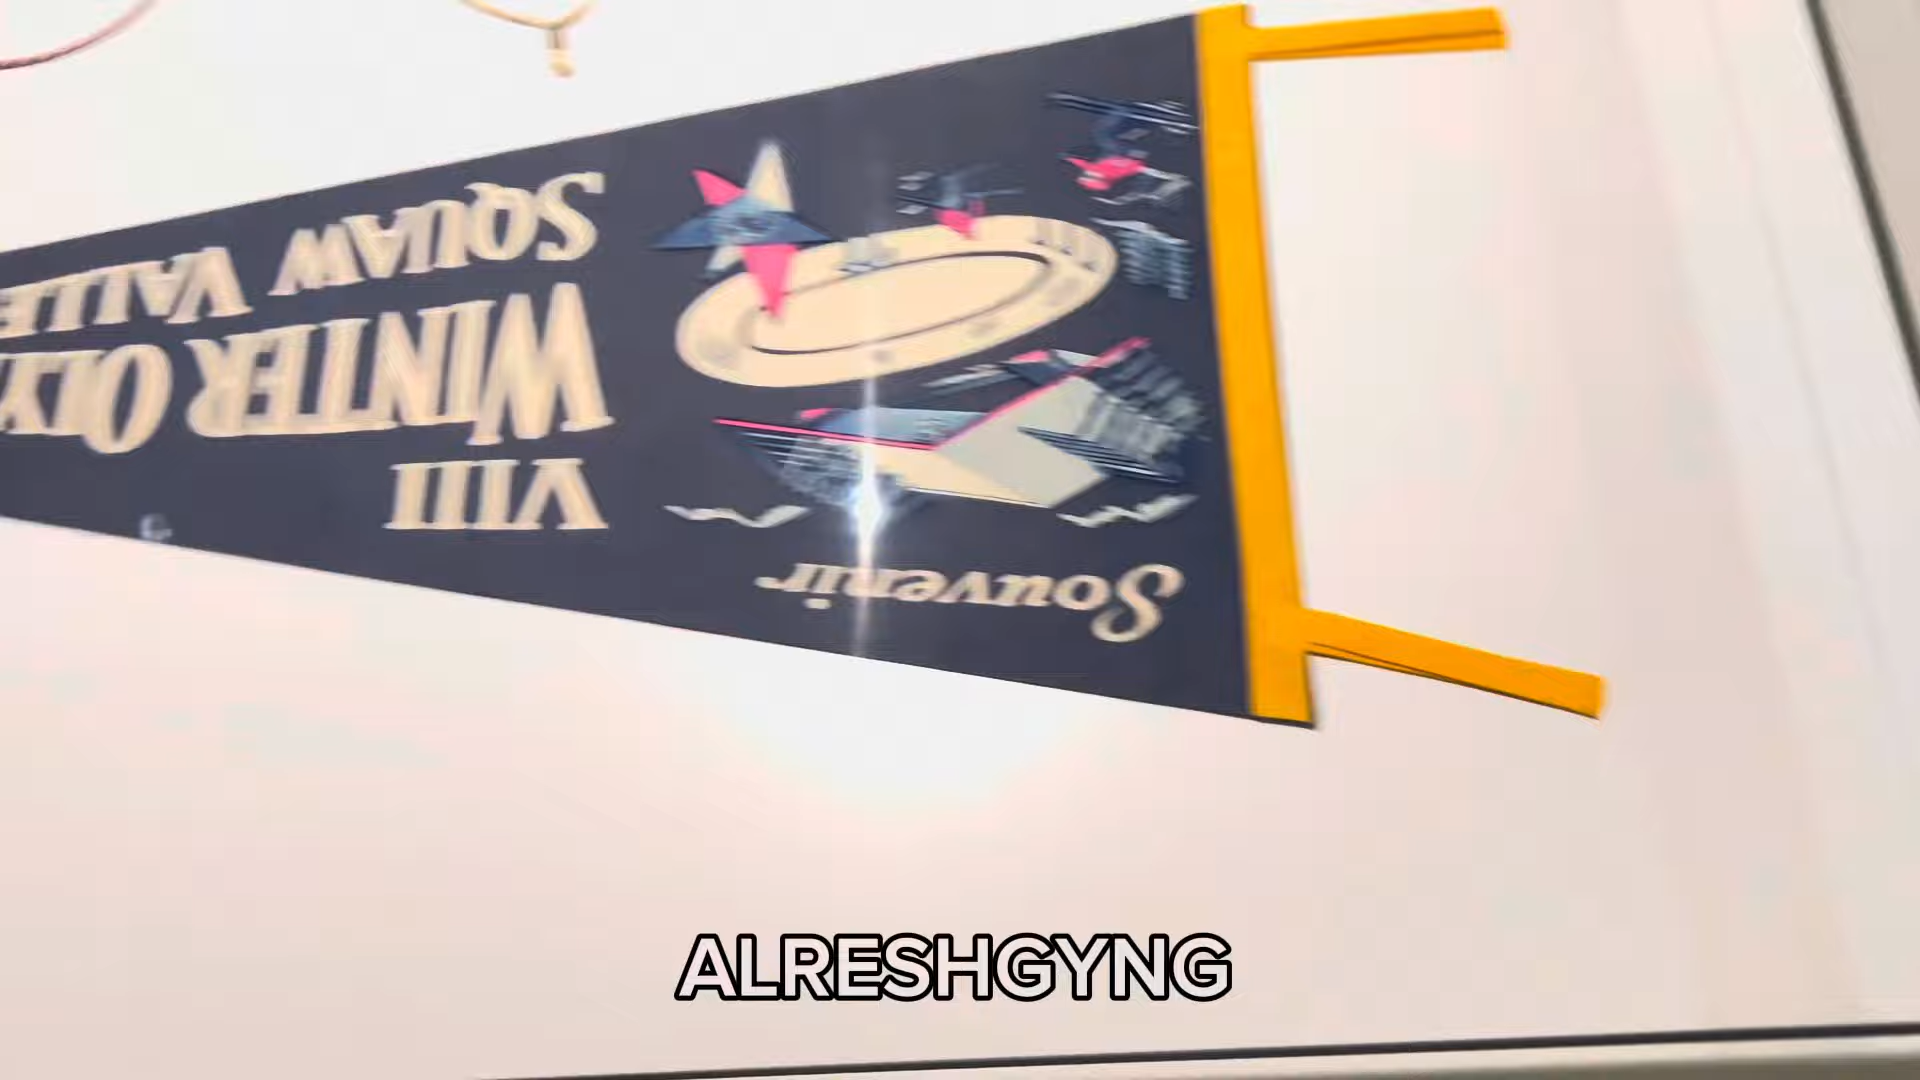 Souvenir
VIII
WINTER OLY
SQUAW VALLE
ALRESHGYNG